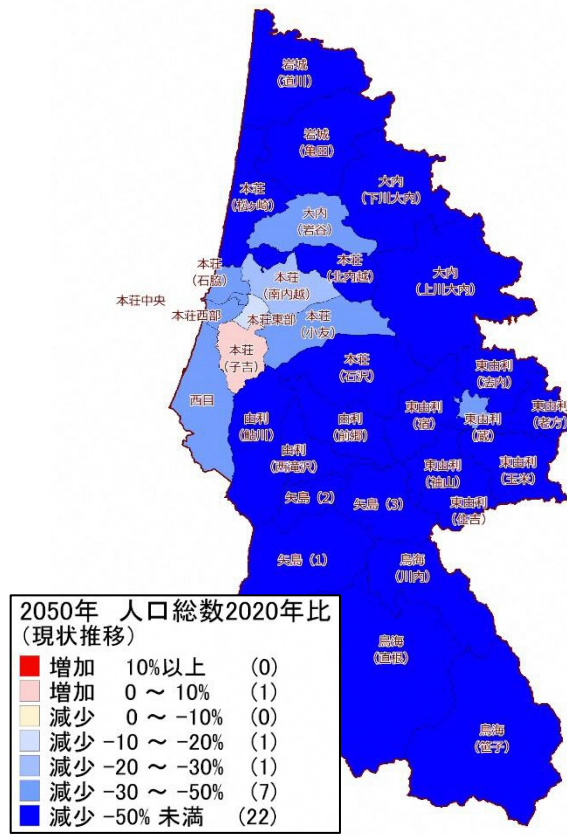 岩城
(道川)
岩城
(亀田)
大内
(下川大内)
本荘
(松ヶ崎)
大内
(岩谷)
本荘
(北内越)
本荘
(石脇)
本荘
(南内越)
大内
(上川大内)
本荘中央
本荘西部
本荘東部
本荘
(小友)
本荘
(子吉)
本荘
(石沢)
東由利
(法内)
西目
由利
(鮎川)
由利
(前郷)
東由利
(宿)
東由利
(蔵)
東由利
(老方)
由利
(西滝沢)
東由利
(袖山)
東由利
(玉米)
矢島(2)
矢島(3)
東由利
(住吉)
矢島(1)
鳥海
(川内)
鳥海
(直根)
鳥海
(笹子)
2050年 人口総数2020年比
(現状推移)
増加 10%以上 (0)
増加 0 ~ 10% (1)
減少 0 ~ -10% (0)
減少 -10 ~ -20% (1)
減少 -20 ~ -30% (1)
減少 -30 ~ -50% (7)
減少 -50% 未満 (22)